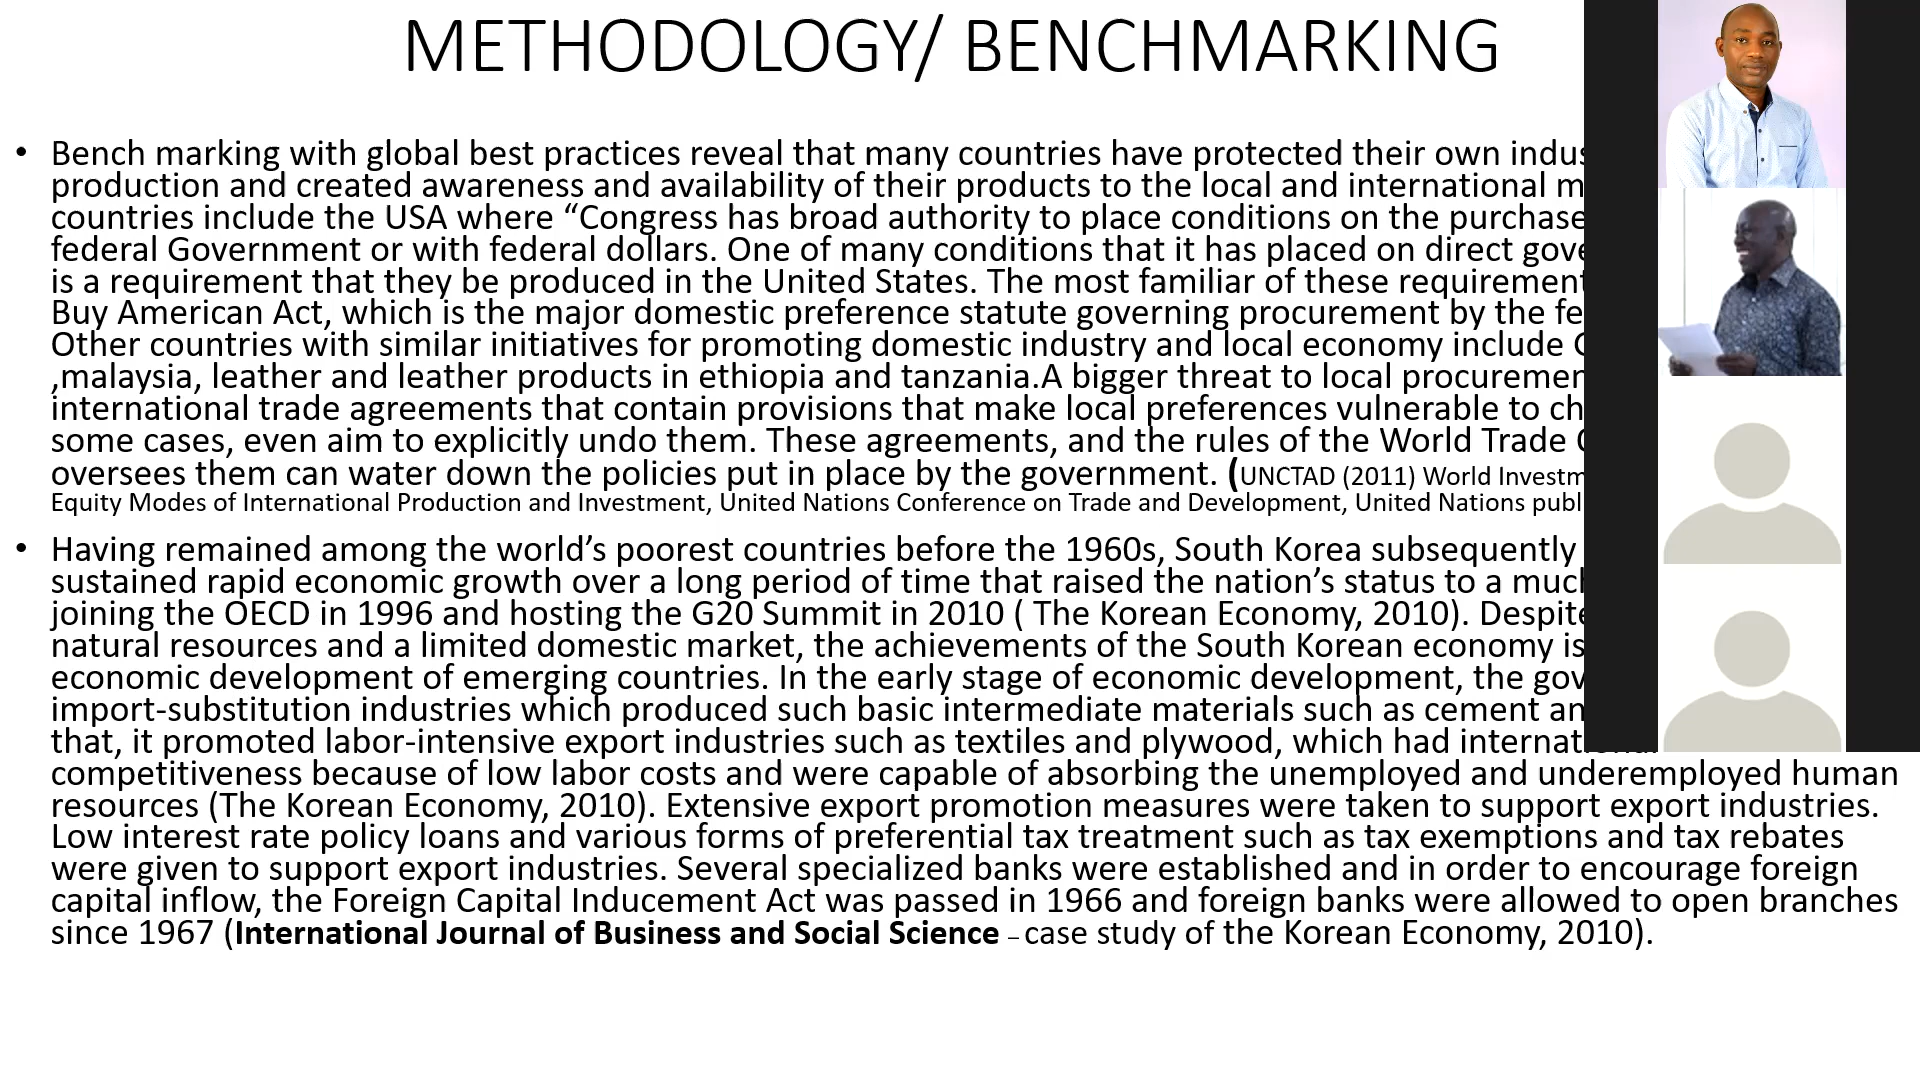 METHODOLOGY/ BENCHMARKING
• Bench marking with global best practices reveal that many countries have protected their own
production and created awareness and availability of their products to the local and international
countries include the USA where “Congress has broad authority to place conditions on the purchase
federal Government or with federal dollars. One of many conditions that it has placed on direct
is a requirement that they be produced in the United States. The most familiar of these requirement
Buy American Act, which is the major domestic preference statute governing procurement by the
Other countries with similar initiatives for promoting domestic industry and local economy include
,malaysia, leather and leather products in ethiopia and tanzania.A bigger threat to local
international trade agreements that contain provisions that make local preferences vulnerable to
some cases, even aim to explicitly undo them. These agreements, and the rules of the World Trade
oversees them can water down the policies put in place by the government. (UNCTAD (2011) World
Equity Modes of International Production and Investment, United Nations Conference on Trade and Development, United Nations
• Having remained among the world’s poorest countries before the 1960s, South Korea subsequently
sustained rapid economic growth over a long period of time that raised the nation’s status to a
joining the OECD in 1996 and hosting the G20 Summit in 2010 ( The Korean Economy, 2010). Despite
natural resources and a limited domestic market, the achievements of the South Korean economy is
economic development of emerging countries. In the early stage of economic development, the
import-substitution industries which produced such basic intermediate materials such as cement
that, it promoted labor-intensive export industries such as textiles and plywood, which had international
competitiveness because of low labor costs and were capable of absorbing the unemployed and underemployed human
resources (The Korean Economy, 2010). Extensive export promotion measures were taken to support export industries.
Low interest rate policy loans and various forms of preferential tax treatment such as tax exemptions and tax rebates
were given to support export industries. Several specialized banks were established and in order to encourage foreign
capital inflow, the Foreign Capital Inducement Act was passed in 1966 and foreign banks were allowed to open branches
since 1967 (International Journal of Business and Social Science – case study of the Korean Economy, 2010).